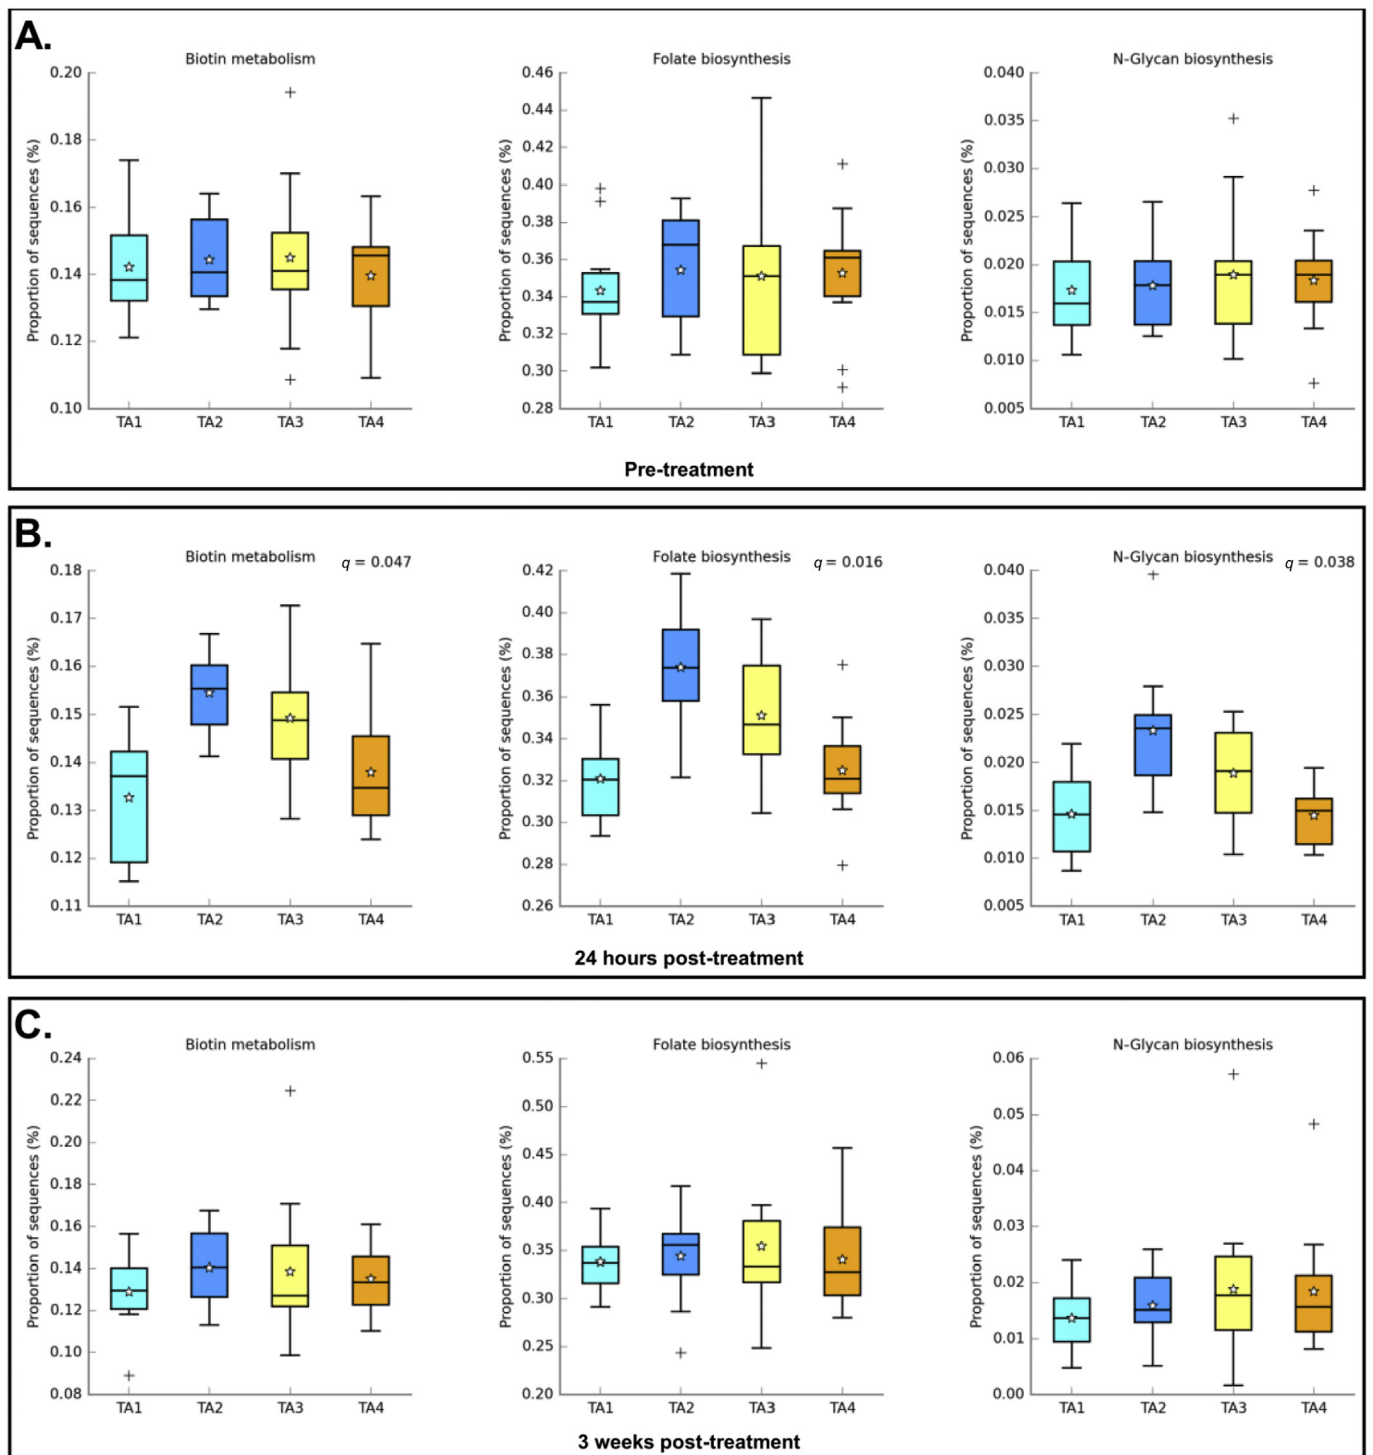 A.
Biotin metabolism
Folate biosynthesis
N-Glycan biosynthesis
Proportion of sequences (%)
0.20
0.18
0.16
0.14
0.12
0.10
TA1 TA2 TA3 TA4
Proportion of sequences (%)
0.46
0.44
0.42
0.40
0.38
0.36
0.34
0.32
0.30
0.28
TA1 TA2 TA3 TA4
Proportion of sequences (%)
0.040
0.035
0.030
0.025
0.020
0.015
0.010
0.005
TA1 TA2 TA3 TA4
Pre-treatment
B.
Biotin metabolism
q = 0.047
Folate biosynthesis
q = 0.016
N-Glycan biosynthesis
q = 0.038
Proportion of sequences (%)
0.18
0.17
0.16
0.15
0.14
0.13
0.12
0.11
TA1 TA2 TA3 TA4
Proportion of sequences (%)
0.42
0.40
0.38
0.36
0.34
0.32
0.30
0.28
0.26
TA1 TA2 TA3 TA4
Proportion of sequences (%)
0.040
0.030
0.025
0.020
0.015
0.010
0.005
TA1 TA2 TA3 TA4
24 hours post-treatment
C.
Biotin metabolism
Folate biosynthesis
N-Glycan biosynthesis
Proportion of sequences (%)
0.24
0.22
0.20
0.18
0.16
0.14
0.12
0.10
0.08
TA1 TA2 TA3 TA4
Proportion of sequences (%)
0.55
0.50
0.45
0.40
0.35
0.30
0.25
0.20
TA1 TA2 TA3 TA4
Proportion of sequences (%)
0.06
0.05
0.04
0.03
0.02
0.01
0.00
TA1 TA2 TA3 TA4
3 weeks post-treatment